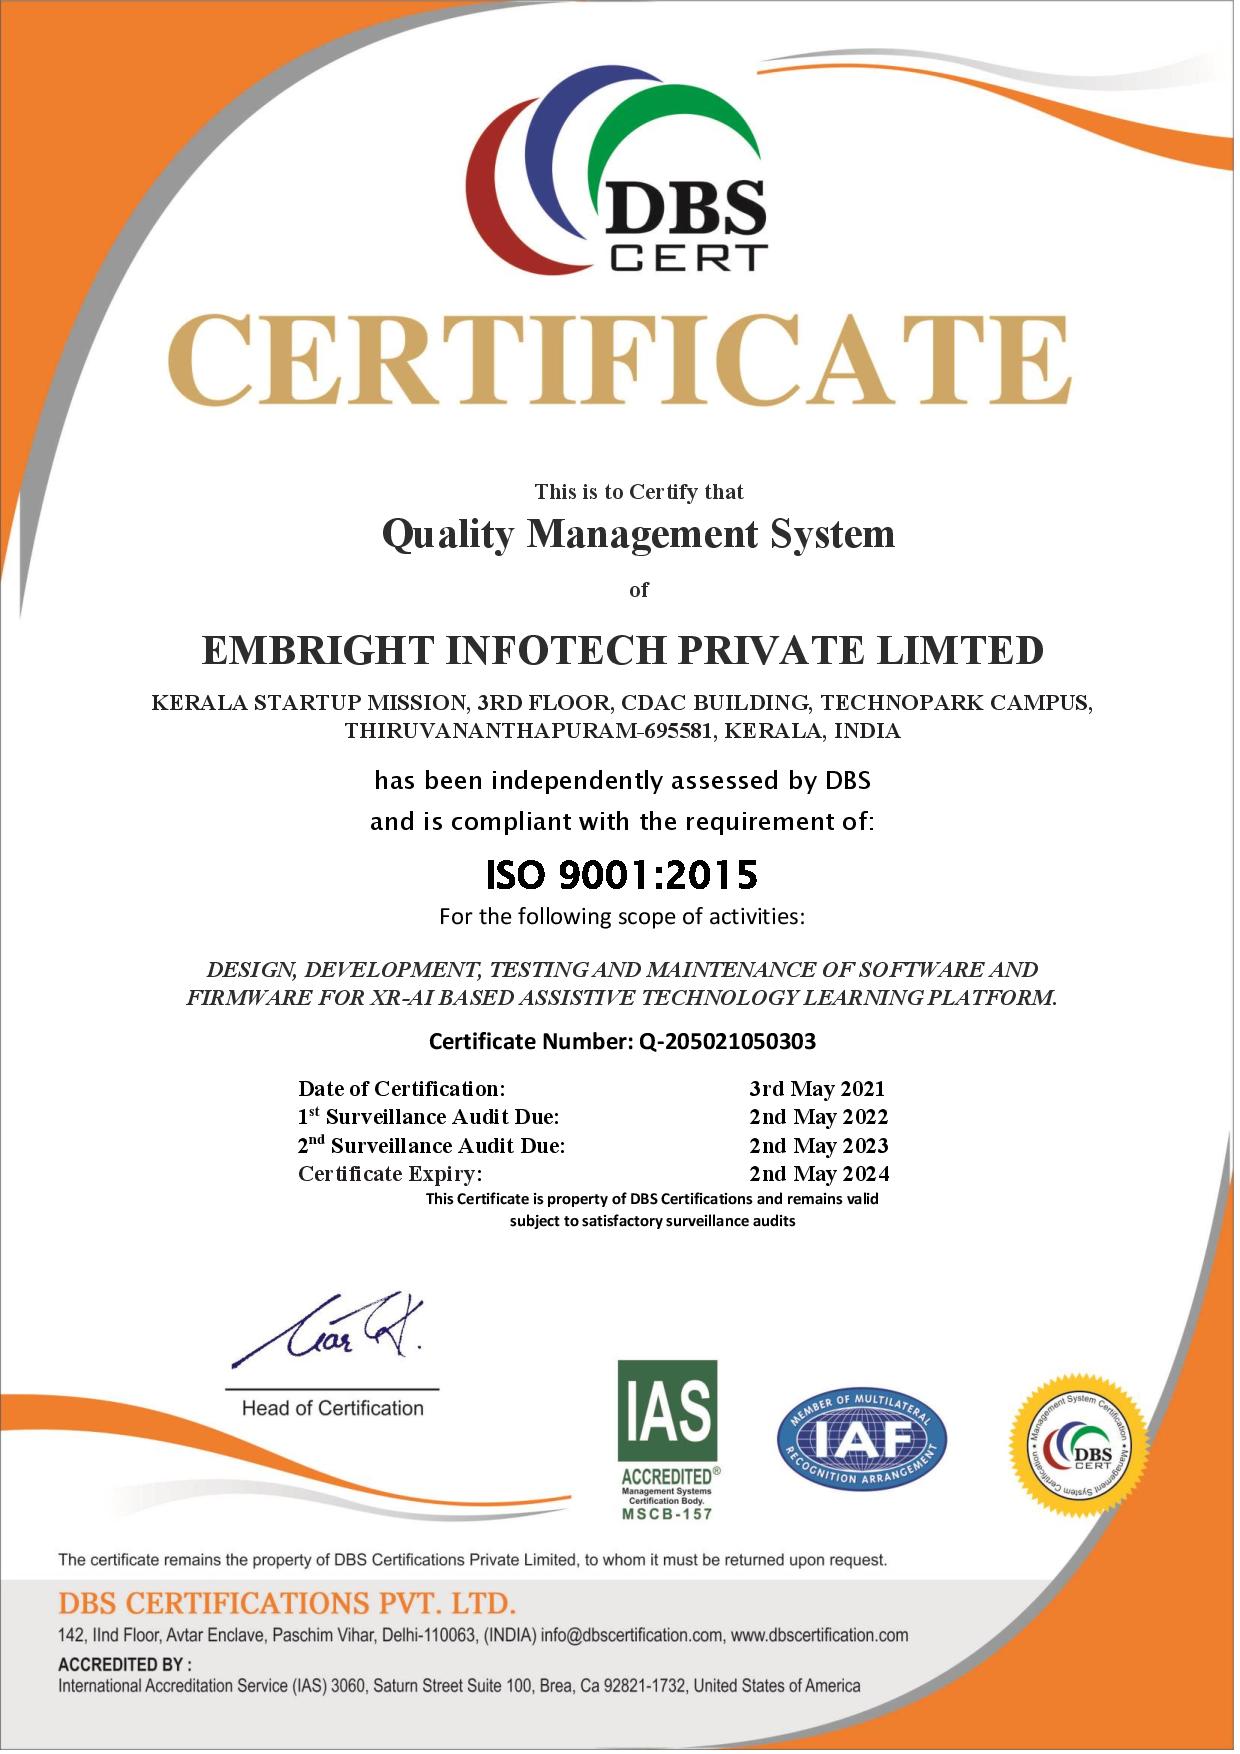 DBS
CERT
CERTIFICATE
This is to Certify that
Quality Management System
of
EMBRIGHT INFOTECH PRIVATE LIMTED
KERALA STARTUP MISSION, 3RD FLOOR, CDAC BUILDING, TECHNOPARK CAMPUS,
THIRUVANANTHAPURAM-695581, KERALA, INDIA
has been independently assessed by DBS
and is compliant with the requirement of:
ISO 9001:2015
For the following scope of activities:
DESIGN, DEVELOPMENT, TESTING AND MAINTENANCE OF SOFTWARE AND
FIRMWARE FOR XR-AI BASED ASSISTIVE TECHNOLOGY LEARNING PLATFORM.
Certificate Number: Q-205021050303
Date of Certification: 3rd May 2021
1st Surveillance Audit Due: 2nd May 2022
2nd Surveillance Audit Due: 2nd May 2023
Certificate Expiry: 2nd May 2024
This Certificate is property of DBS Certifications and remains valid
subject to satisfactory surveillance audits
Head of Certification
IAS
ACCREDITED®
Management Systems
Certification Body.
MSCB-157
MEMBER OF MULTILATERAL
IAF
RECOGNITION ARRANGEMENT
Management System Certification • Management System Certification •
DBS
CERT
The certificate remains the property of DBS Certifications Private Limited, to whom it must be returned upon request.
DBS CERTIFICATIONS PVT. LTD.
142, IInd Floor, Avtar Enclave, Paschim Vihar, Delhi-110063, (INDIA) info@dbscertification.com, www.dbscertification.com
ACCREDITED BY :
International Accreditation Service (IAS) 3060, Saturn Street Suite 100, Brea, Ca 92821-1732, United States of America